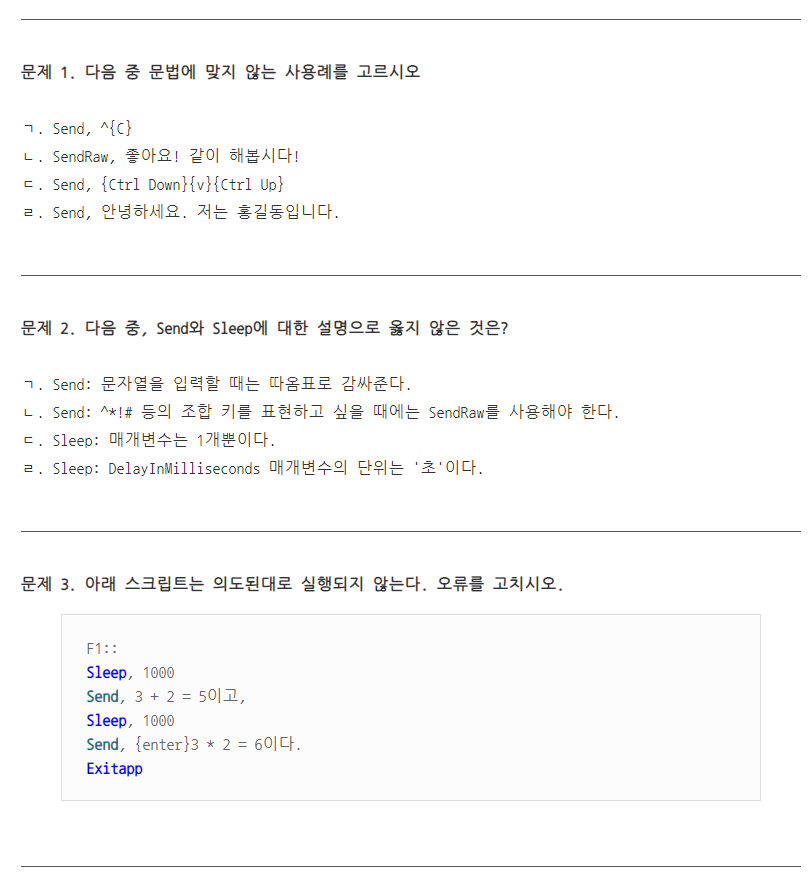 문제 1. 다음 중 문법에 맞지 않는 사용례를 고르시오
ㄱ. Send, ^{C}
ㄴ. SendRaw, 좋아요! 같이 해봅시다!
ㄷ. Send, {Ctrl Down}{v}{Ctrl Up}
ㄹ. Send, 안녕하세요. 저는 홍길동입니다.
문제 2. 다음 중, Send와 Sleep에 대한 설명으로 옳지 않은 것은?
ㄱ. Send: 문자열을 입력할 때는 따옴표로 감싸준다.
ㄴ. Send: ^*!# 등의 조합 키를 표현하고 싶을 때에는 SendRaw를 사용해야 한다.
ㄷ. Sleep: 매개변수는 1개뿐이다.
ㄹ. Sleep: DelayInMilliseconds 매개변수의 단위는 '초'이다.
문제 3. 아래 스크립트는 의도된대로 실행되지 않는다. 오류를 고치시오.
F1::
Sleep, 1000
Send, 3 + 2 = 5이고,
Sleep, 1000
Send, {enter}3 * 2 = 6이다.
Exitapp